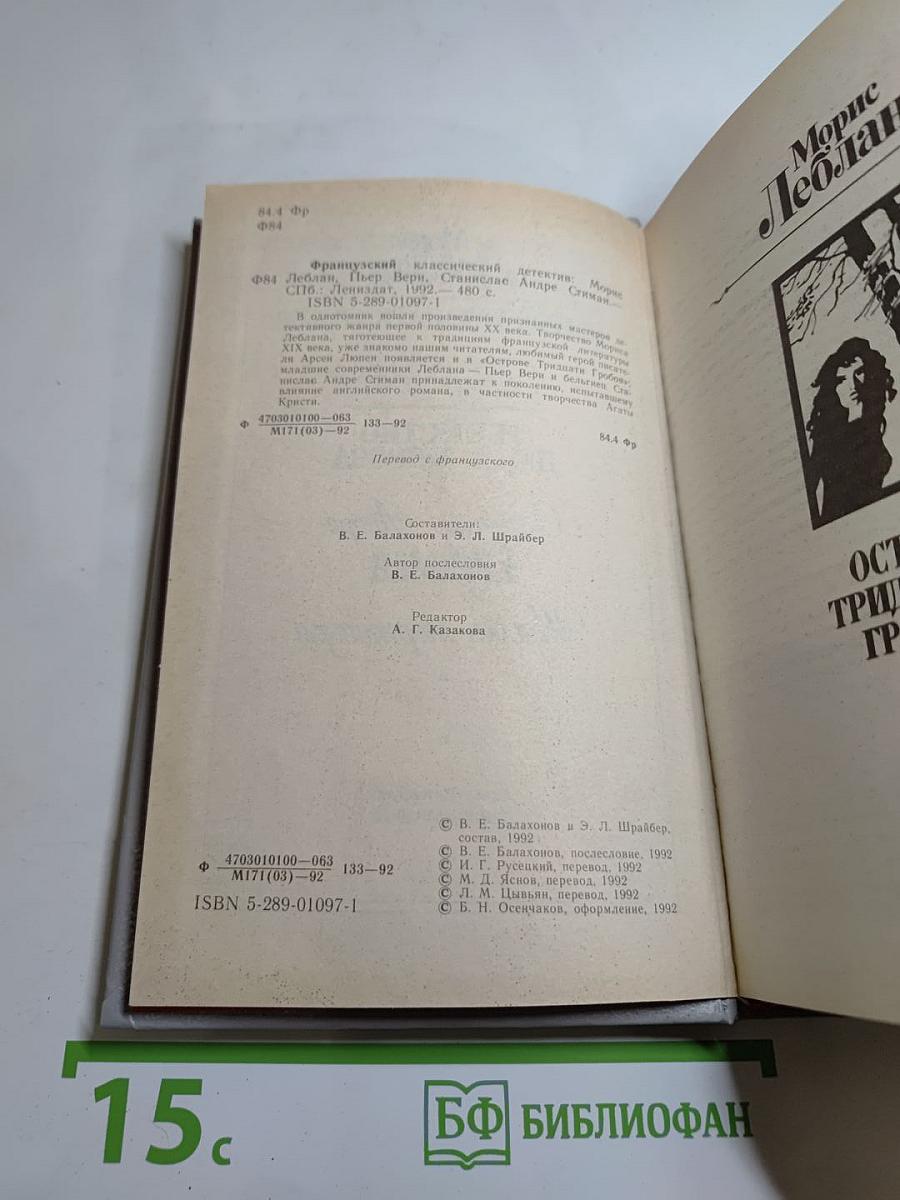 84.4 Фр
Ф84
Французский классический детектив: Морис
Ф84 Леблан, Пьер Вери, Станислас Андре Стиман.—
СПб.: Лениздат, 1992.— 480 с.
ISBN 5-289-01097-1
В однотомник вошли произведения признанных мастеров де-
тективного жанра первой половины XX века. Творчество Мориса
Леблана, тяготеющее к традициям французской литературы
XIX века, уже знакомо нашим читателям, любимый герой писате-
ля Арсен Люпен появляется и в «Острове Тридцати Гробов»;
младшие современники Леблана — Пьер Вери и бельгиец Ста-
нислас Андре Стиман принадлежат к поколению, испытавшему
влияние английского романа, в частности творчества Агаты
Кристи.
Ф 4703010100—063
М171(03)—92 133—92
84.4 Фр
Перевод с французского
Составители:
В. Е. Балахонов и Э. Л. Шрайбер
Автор послесловия
В. Е. Балахонов
Редактор
А. Г. Казакова
© В. Е. Балахонов и Э. Л. Шрайбер,
состав, 1992
© В. Е. Балахонов, послесловие, 1992
© И. Г. Русецкий, перевод, 1992
© М. Д. Яснов, перевод, 1992
© Л. М. Цывьян, перевод, 1992
© Б. Н. Осенчаков, оформление, 1992
Ф 4703010100—063
М171(03)—92 133—92
ISBN 5-289-01097-1
Морис
Леблан
ОСТ
ТРИД
ГР
15 с
БФ БИБЛИОФАН